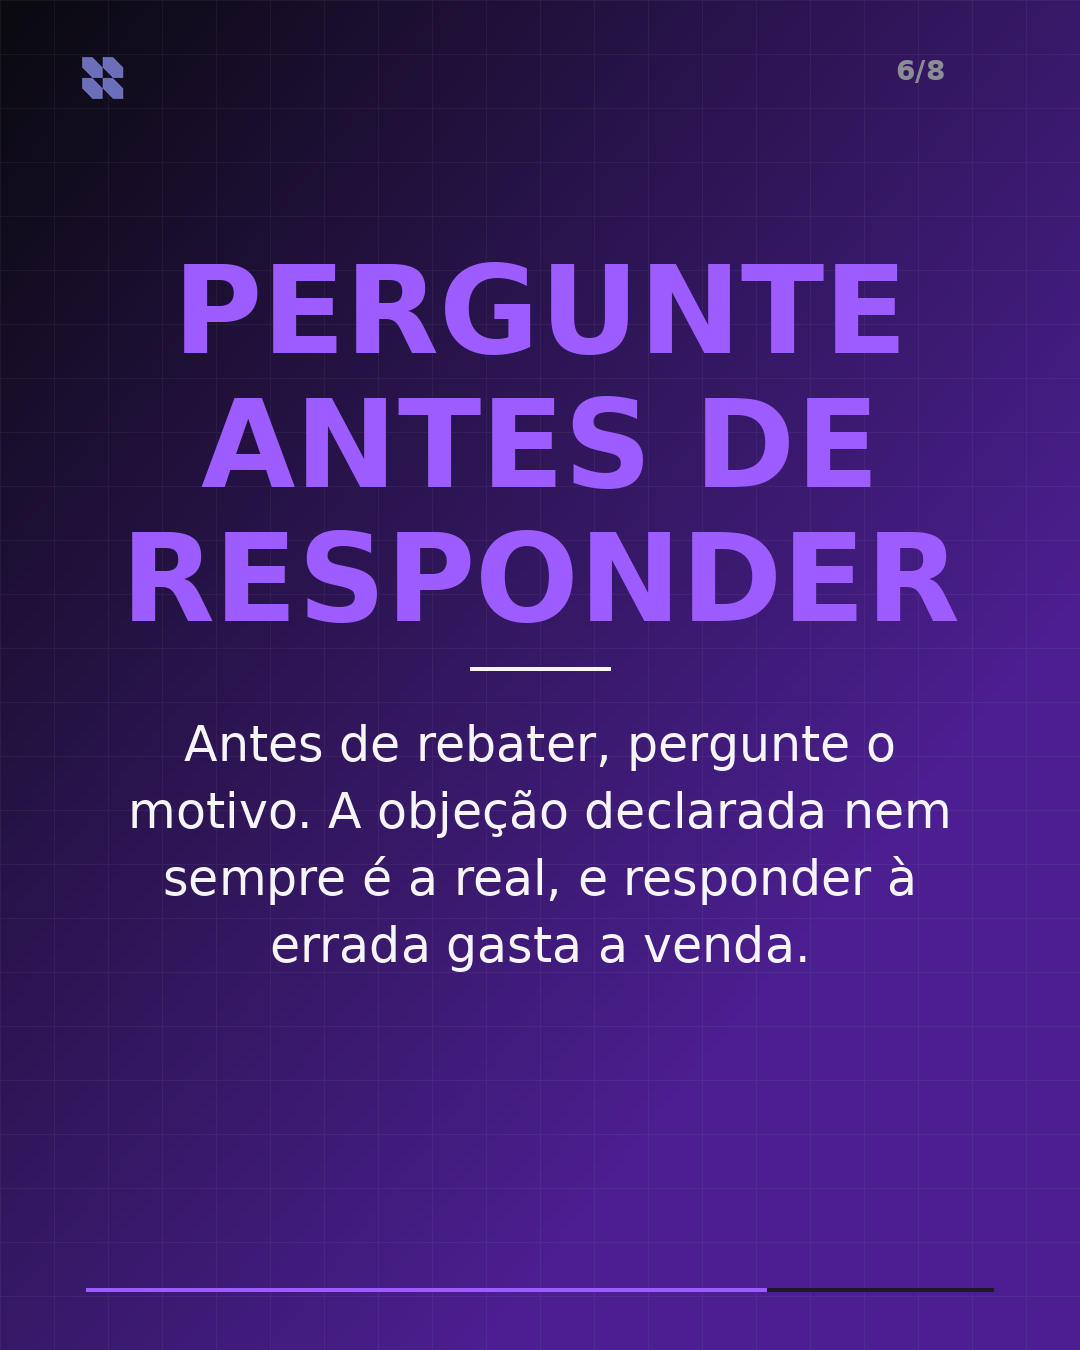 6/8
PERGUNTE
ANTES DE
RESPONDER
Antes de rebater, pergunte o
motivo. A objeção declarada nem
sempre é a real, e responder à
errada gasta a venda.